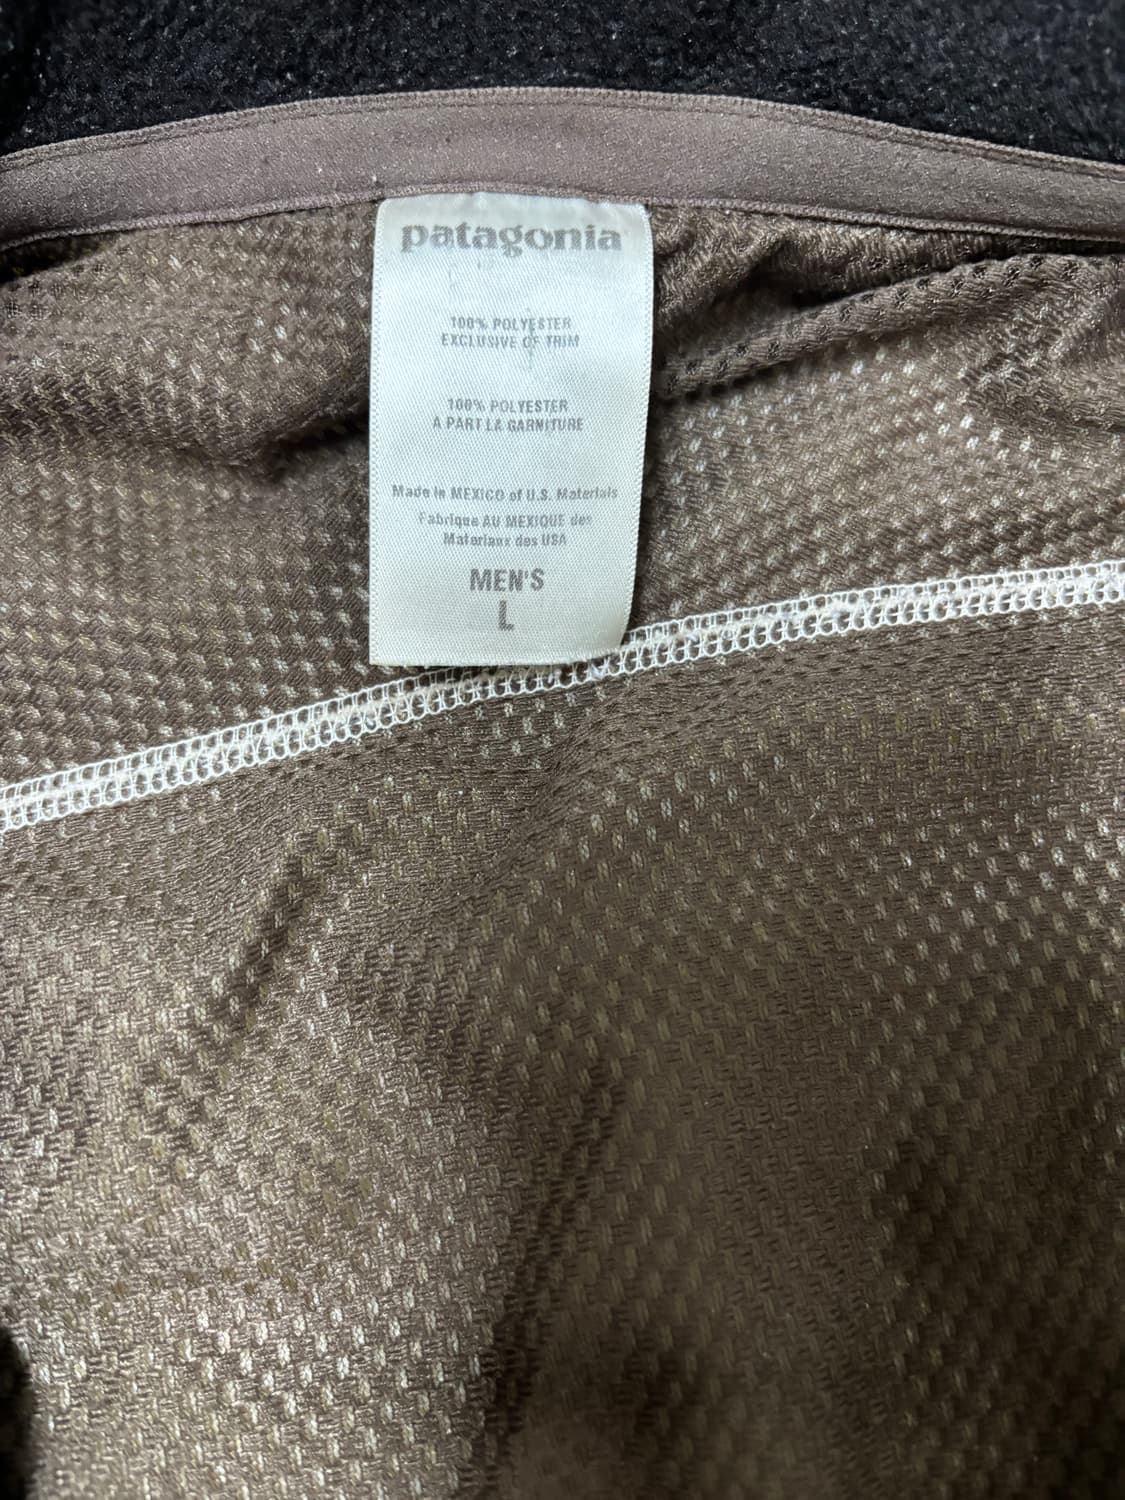 patagonia
100% POLYESTER
EXCLUSIVE OF TRIM
100% POLYESTER
A PART LA GARNITURE
Made in MEXICO of U.S. Materials
Fabrique AU MEXIQUE des
Materiaux des USA
MEN'S
L